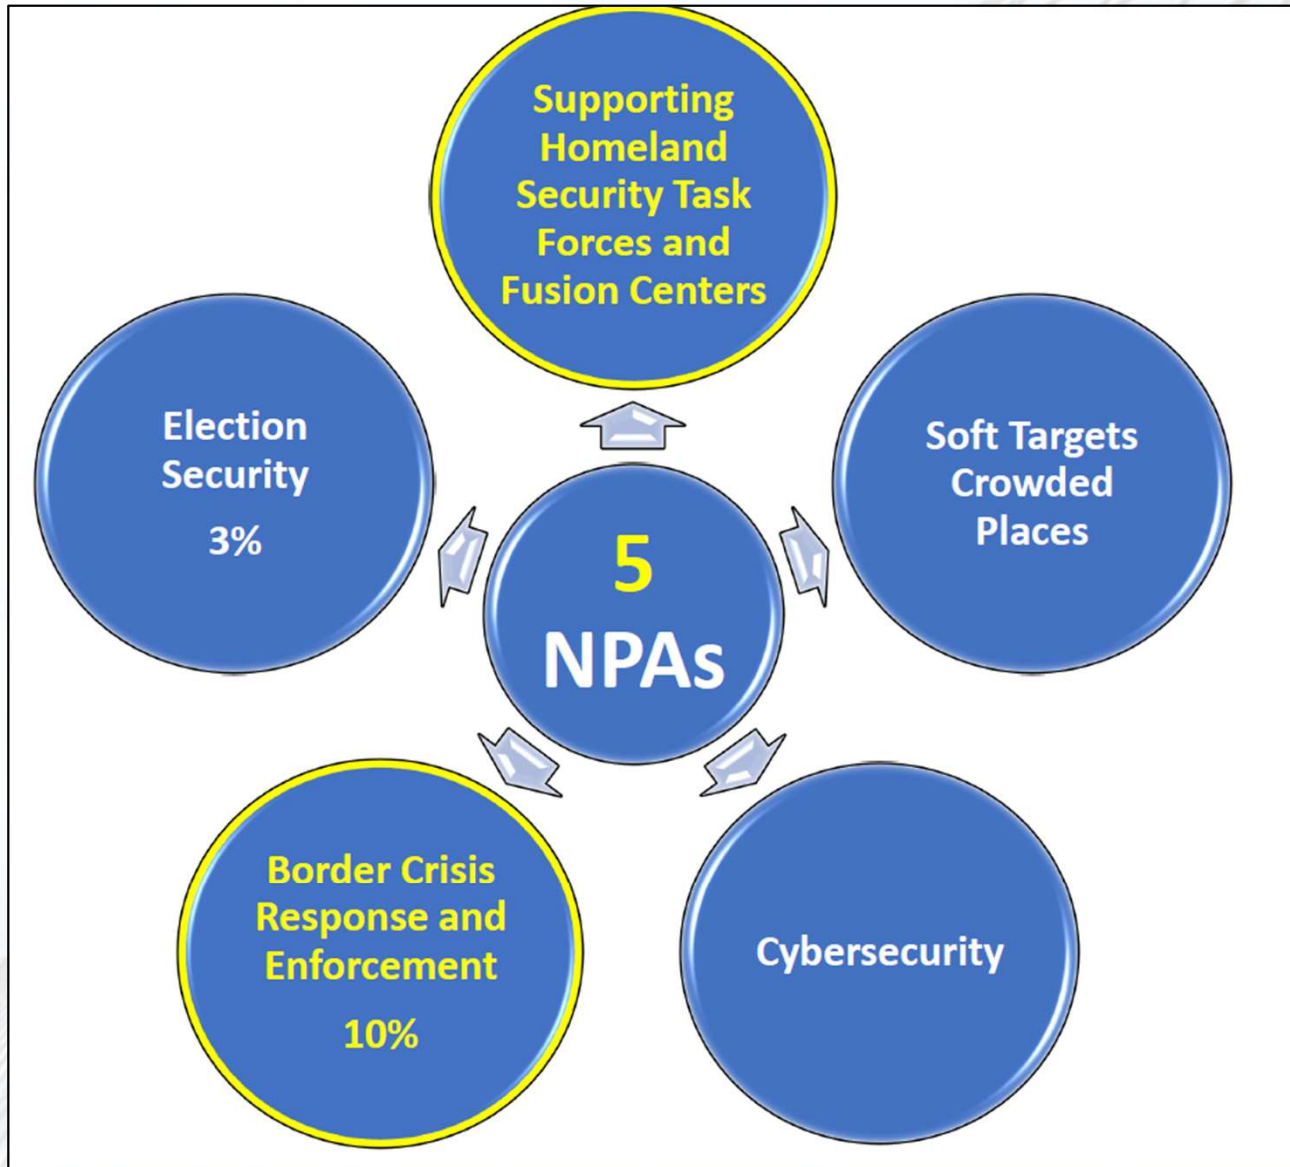 Supporting
Homeland
Security Task
Forces and
Fusion Centers
Election
Security
3%
Soft Targets
Crowded
Places
5
NPAs
Border Crisis
Response and
Enforcement
10%
Cybersecurity